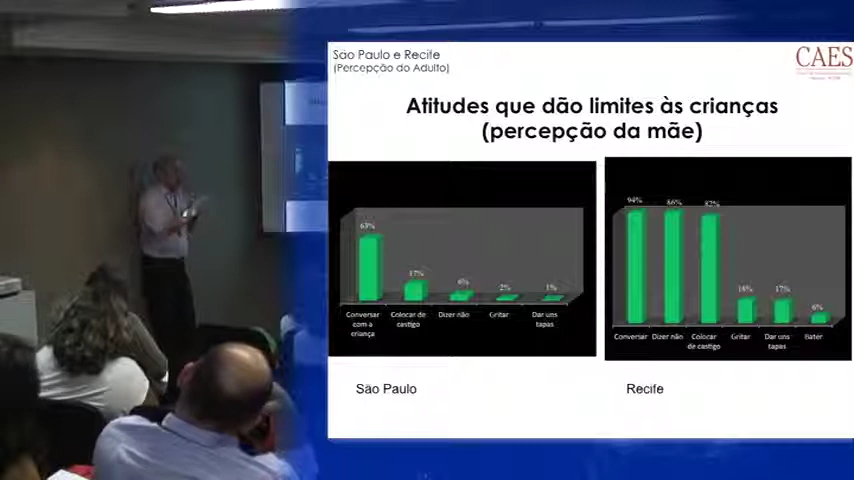 São Paulo e Recife
(Percepção do Adulto)
CAES
Atitudes que dão limites às crianças
(percepção da mãe)
63%
17%
6%
2%
1%
Conversar com a criança
Colocar de castigo
Dizer não
Gritar
Dar uns tapas
São Paulo
94%
82%
17%
6%
Conversar
Dizer não
Colocar de castigo
Gritar
Dar uns tapas
Bater
Recife